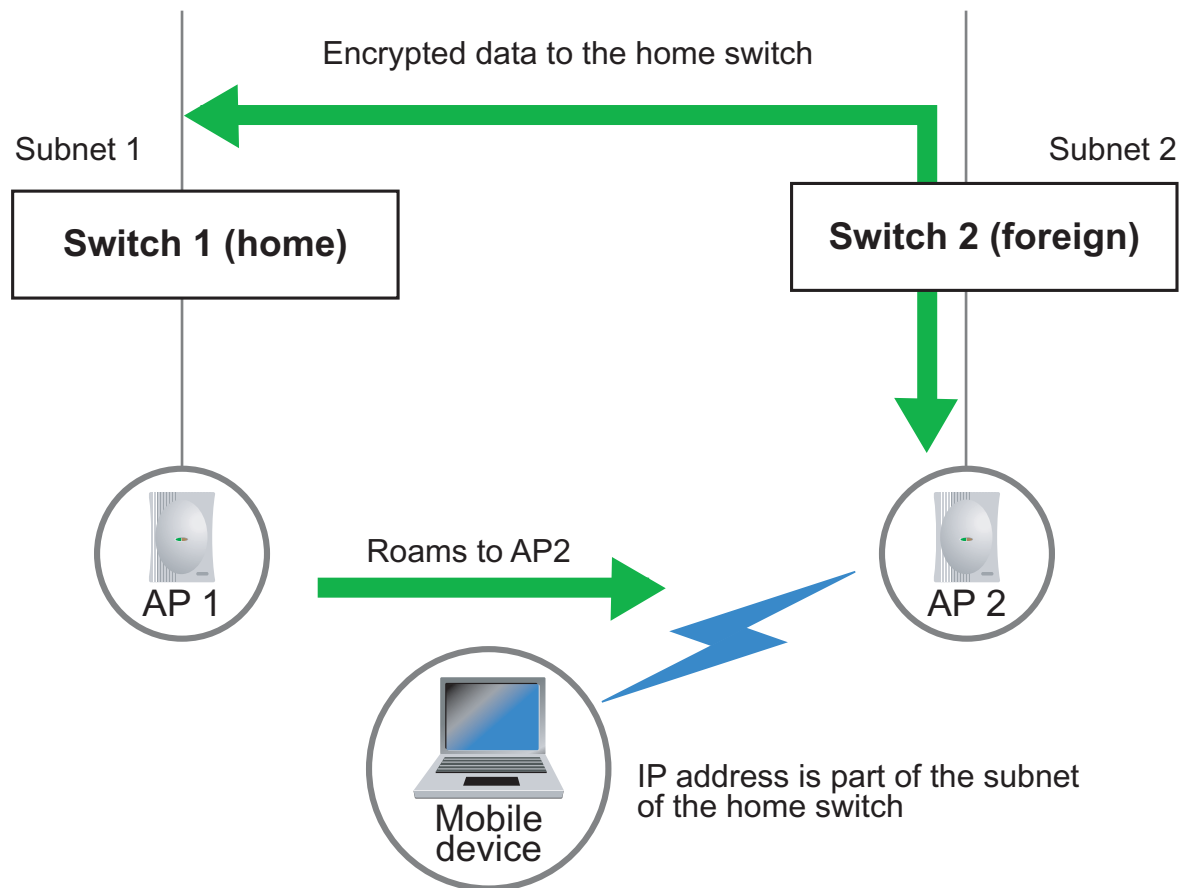 Encrypted data to the home switch
Subnet 1
Subnet 2
Switch 1 (home)
Switch 2 (foreign)
Roams to AP2
AP 1
AP 2
IP address is part of the subnet
of the home switch
Mobile
device